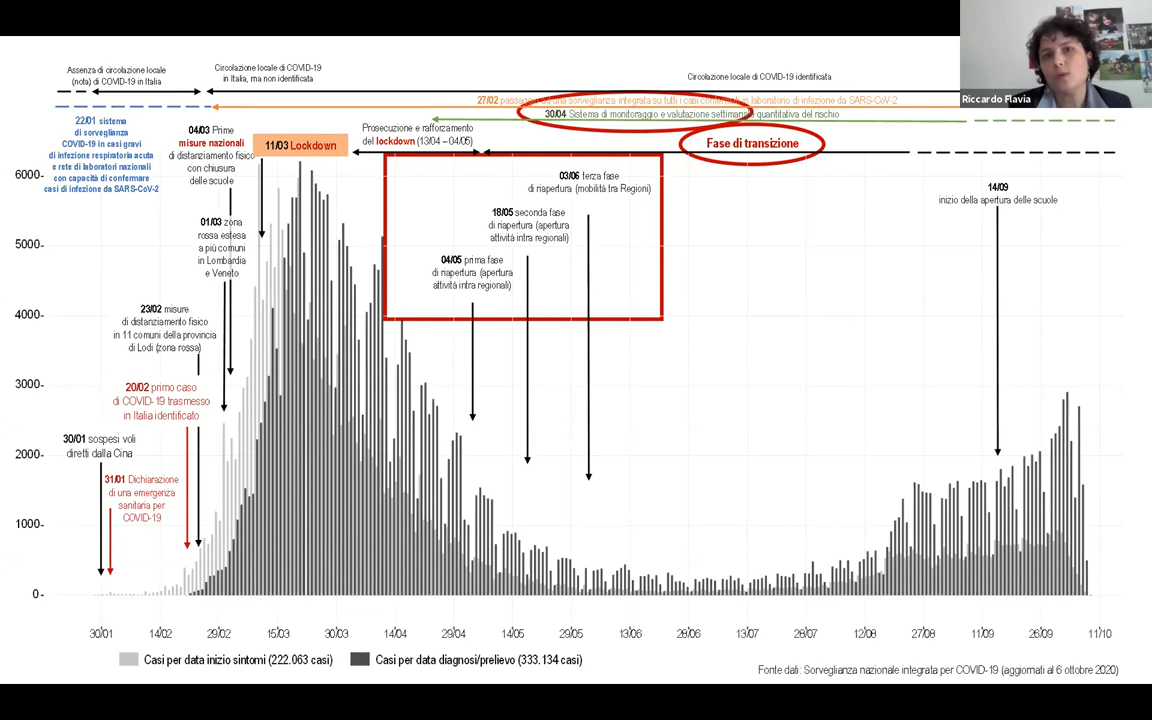 Assenza di circolazione locale
(nota) di COVID-19 in Italia
Circolazione locale di COVID-19
in Italia, ma non identificata
Circolazione locale di COVID-19 identificata
Riccardo Flavia
27/02 su tutti i casi in laboratorio di infezione da SARS-CoV-2
30/04 Sistema di monitoraggio e valutazione settimanale quantitativa del rischio
22/01 sistema
di sorveglianza
COVID-19 in casi gravi
di infezione respiratoria acuta
e rete di laboratori nazionali
con capacità di confermare
casi di infezione da SARS-CoV-2
04/03 Prime
misure nazionali
di distanziamento fisico
con chiusura
delle scuole
11/03 Lockdown
Prosecuzione e rafforzamento
del lockdown (13/04 – 04/05)
Fase di transizione
03/06 terza fase
di riapertura (mobilità tra Regioni)
18/05 seconda fase
di riapertura (apertura
attività intra regionali)
04/05 prima fase
di riapertura (apertura
attività intra regionali)
14/09
inizio della apertura delle scuole
01/03 zona
rossa estesa
a più comuni
in Lombardia
e Veneto
23/02 misure
di distanziamento fisico
in 11 comuni della provincia
di Lodi (zona rossa)
20/02 primo caso
di COVID-19 trasmesso
in Italia identificato
30/01 sospesi voli
diretti dalla Cina
31/01 Dichiarazione
di una emergenza
sanitaria per
COVID-19
6000
5000
4000
3000
2000
1000
0
30/01 14/02 29/02 15/03 30/03 14/04 29/04 14/05 29/05 13/06 28/06 13/07 28/07 12/08 27/08 11/09 26/09 11/10
Casi per data inizio sintomi (222.063 casi) Casi per data diagnosi/prelievo (333.134 casi)
Fonte dati: Sorveglianza nazionale integrata per COVID-19 (aggiornati al 6 ottobre 2020)